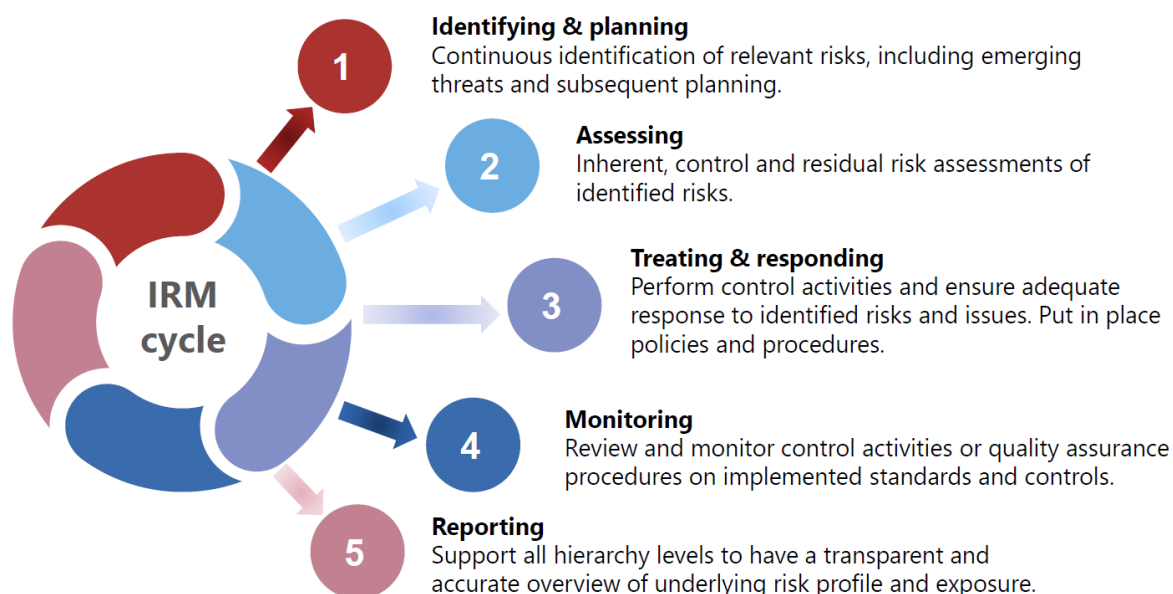 IRM
cycle
1
Identifying & planning
Continuous identification of relevant risks, including emerging
threats and subsequent planning.
2
Assessing
Inherent, control and residual risk assessments of
identified risks.
3
Treating & responding
Perform control activities and ensure adequate
response to identified risks and issues. Put in place
policies and procedures.
4
Monitoring
Review and monitor control activities or quality assurance
procedures on implemented standards and controls.
5
Reporting
Support all hierarchy levels to have a transparent and
accurate overview of underlying risk profile and exposure.